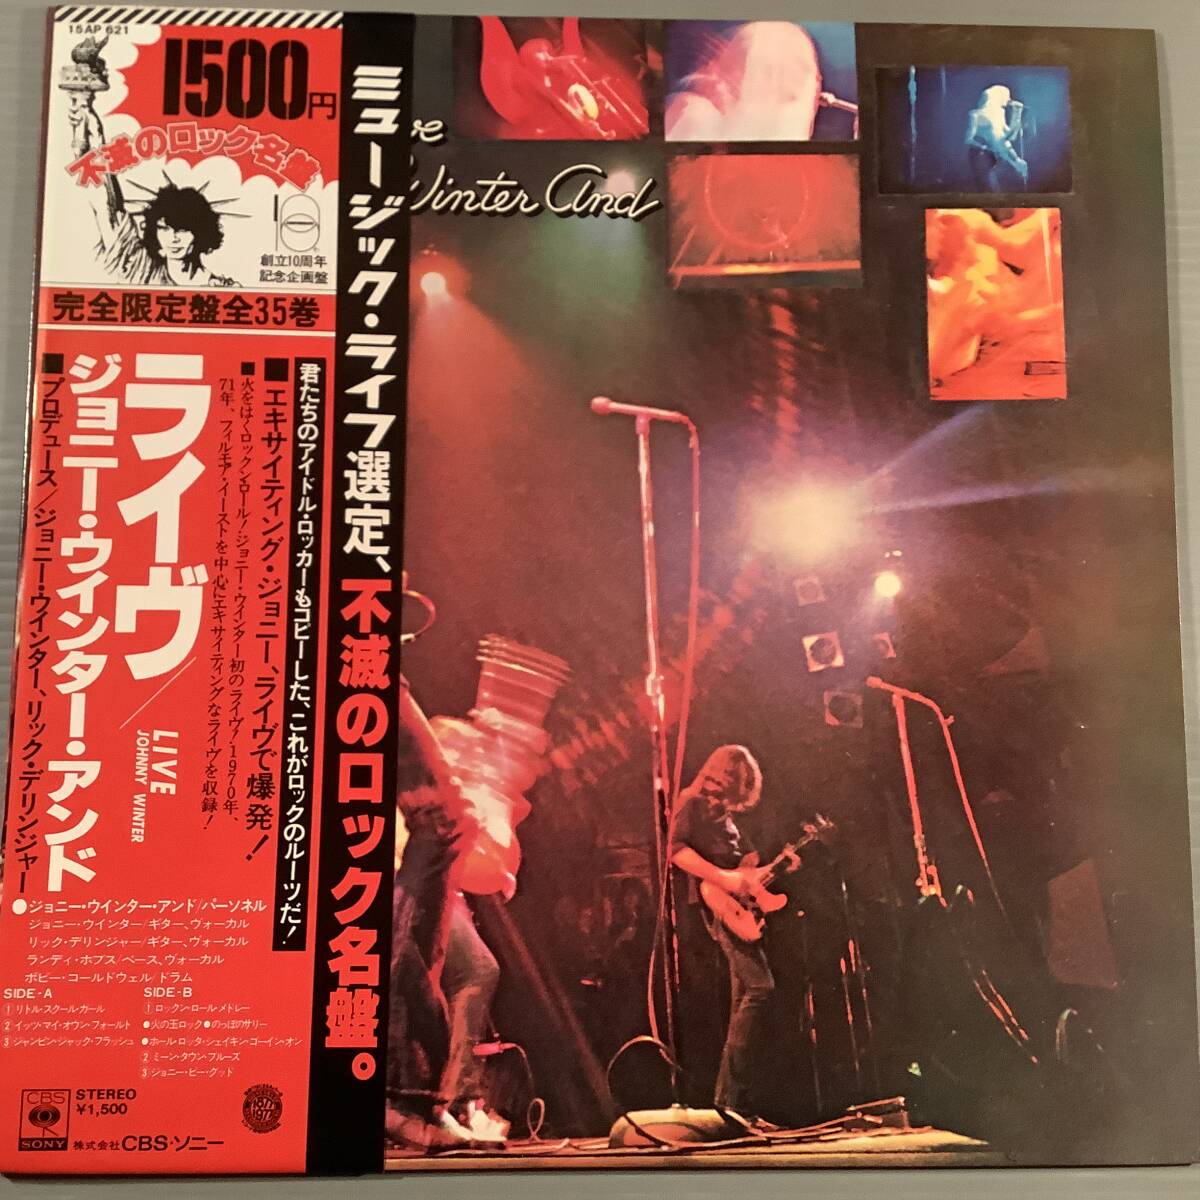 15AP 621
1500円
不滅のロック名盤
10
創立10周年
記念企画盤
完全限定盤全35巻
ミュージック・ライフ選定、不滅のロック名盤。
君たちのアイドル・ロッカーもコピーした、これがロックのルーツだ!
■エキサイティング・ジョニー、ライヴで爆発!
■火をはくロックンロール!ジョニー・ウインター初のライヴ!1970年、
71年、フィルモア・イーストを中心にエキサイティングなライヴを収録!
ライヴ/
LIVE
JOHNNY WINTER
ジョニー・ウインター・アンド
■プロデュース/ジョニー・ウインター、リック・デリンジャー
●ジョニー・ウインター・アンド/パーソネル
ジョニー・ウインター/ギター、ヴォーカル
リック・デリンジャー/ギター、ヴォーカル
ランディ・ホブス/ベース、ヴォーカル
ボビー・コールドウェル/ドラム
SIDE-A
①リトル・スクール・ガール
②イッツ・マイ・オウン・フォールト
③ジャンピン・ジャック・フラッシュ
SIDE-B
①ロックン・ロール・メドレー
●火の玉ロック●のっぽのサリー
●ホール・ロッタ・シェイキン・ゴーイン・オン
②ミーン・タウン・ブルーズ
③ジョニー・ビー・グッド
CBS
SONY
STEREO
¥1,500
株式会社CBS・ソニー
1877
1977
Winter And